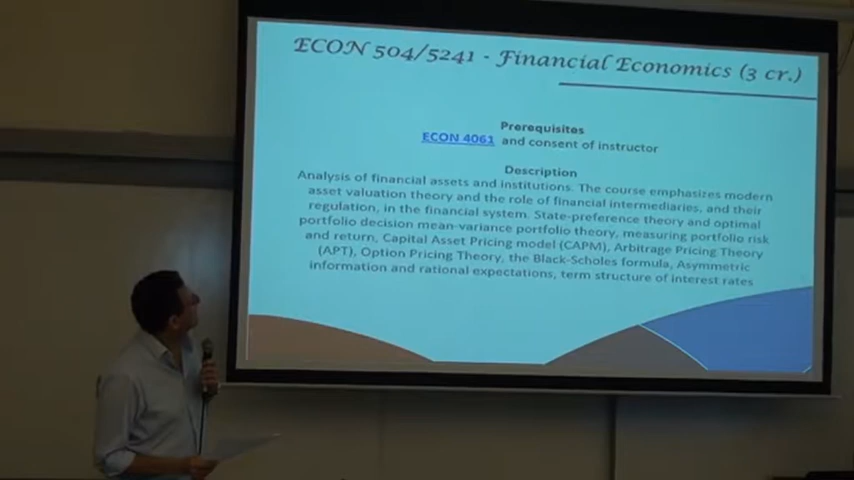 ECON 504/5241 - Financial Economics (3 cr.)
Prerequisites
ECON 4061 and consent of instructor
Description
Analysis of financial assets and institutions. The course emphasizes modern
asset valuation theory and the role of financial intermediaries, and their
regulation, in the financial system. State-preference theory and optimal
portfolio decision mean-variance portfolio theory, measuring portfolio risk
and return, Capital Asset Pricing model (CAPM), Arbitrage Pricing Theory
(APT), Option Pricing Theory, the Black-Scholes formula, Asymmetric
information and rational expectations, term structure of interest rates